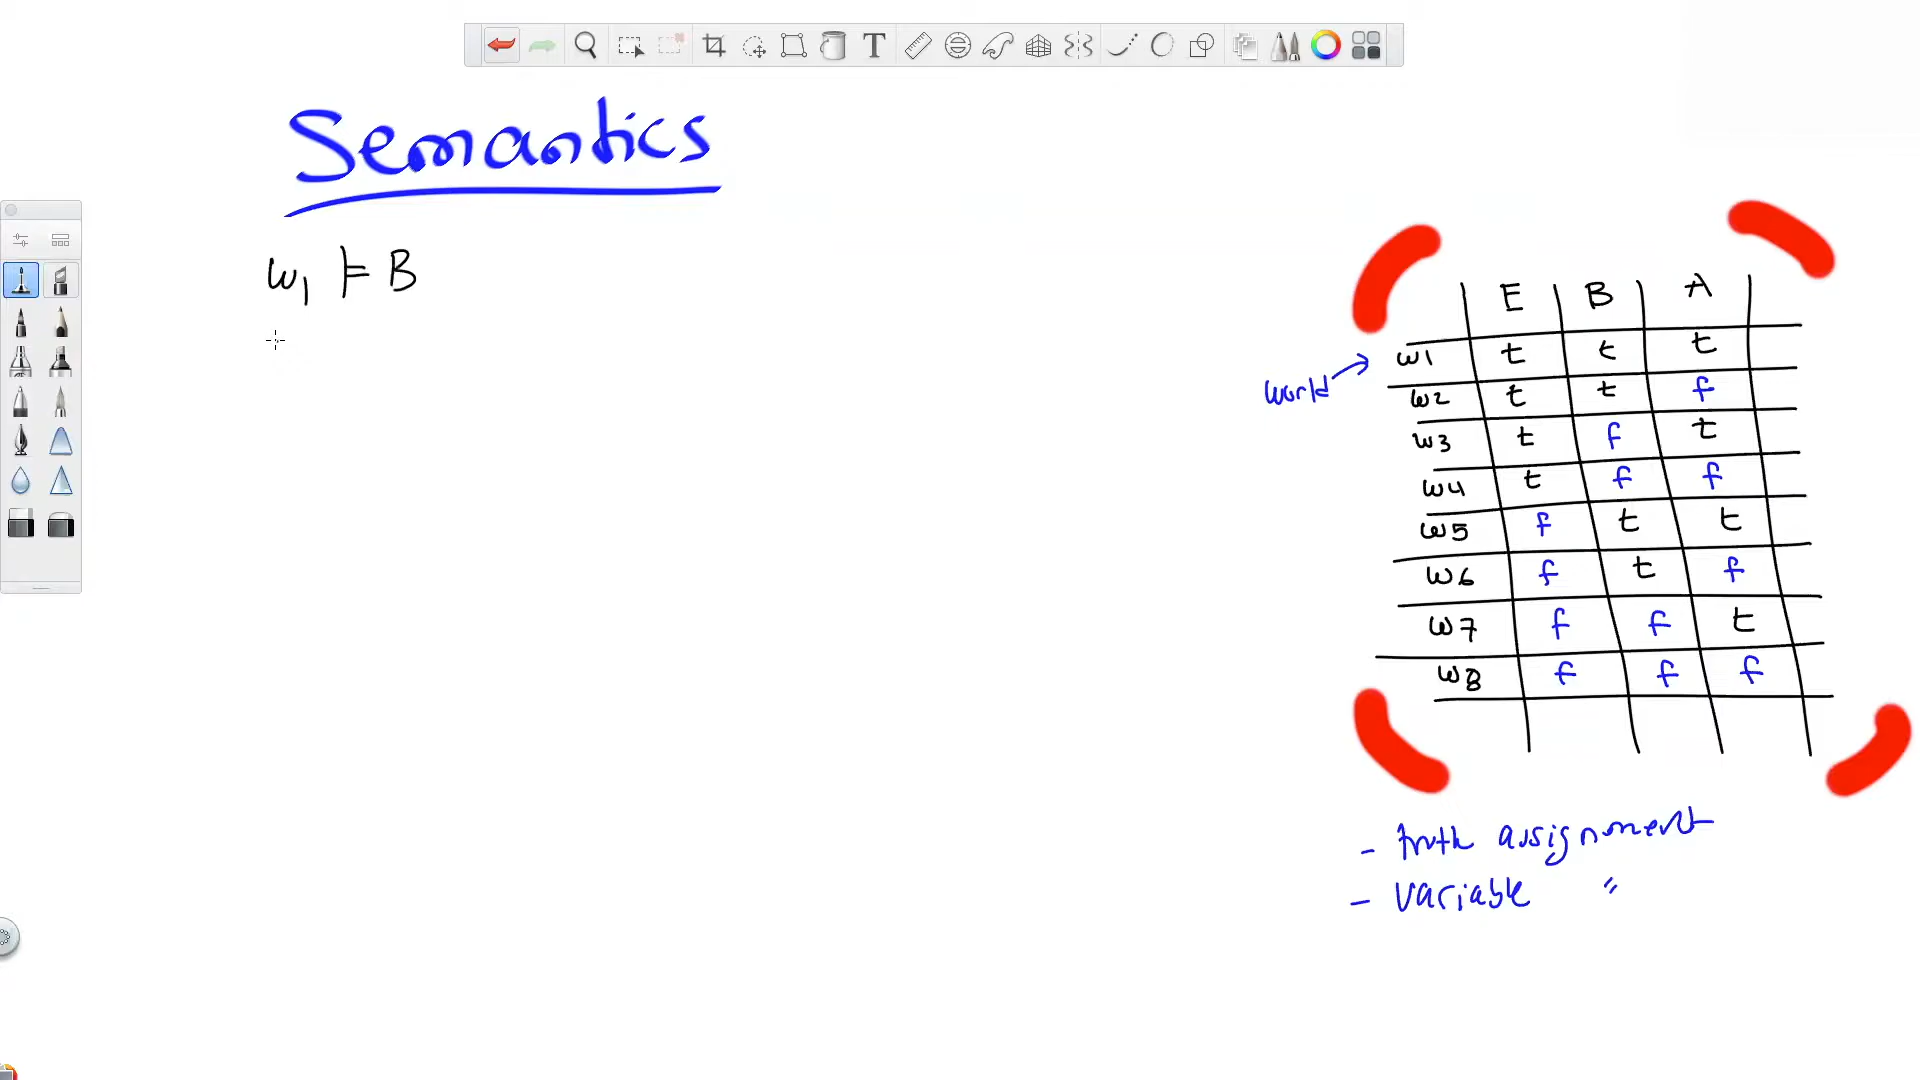 Semantics
w1 ⊨ B
E B A
world → w1 t t t
w2 t t f
w3 t f t
w4 t f f
w5 f t t
w6 f t f
w7 f f t
w8 f f f
- truth assignment
- variable "